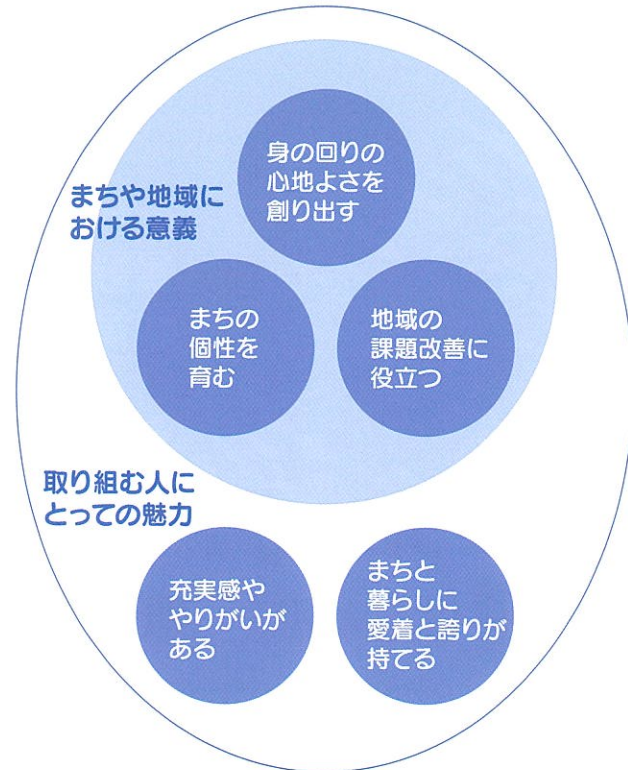 身の回りの
心地よさを
創り出す
まちや地域に
おける意義
まちの
個性を
育む
地域の
課題改善に
役立つ
取り組む人に
とっての魅力
充実感や
やりがいが
ある
まちと
暮らしに
愛着と誇りが
持てる